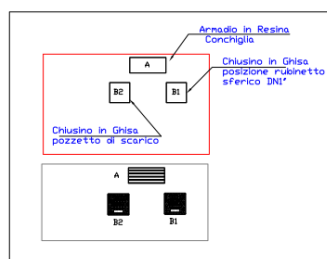 Armadio in Resina
Conchiglia
A
Chiusino in Ghisa
posizione rubinetto
sferico DN1"
B2
B1
Chiusino in Ghisa
pozzetto di scarico
A
B2
B1